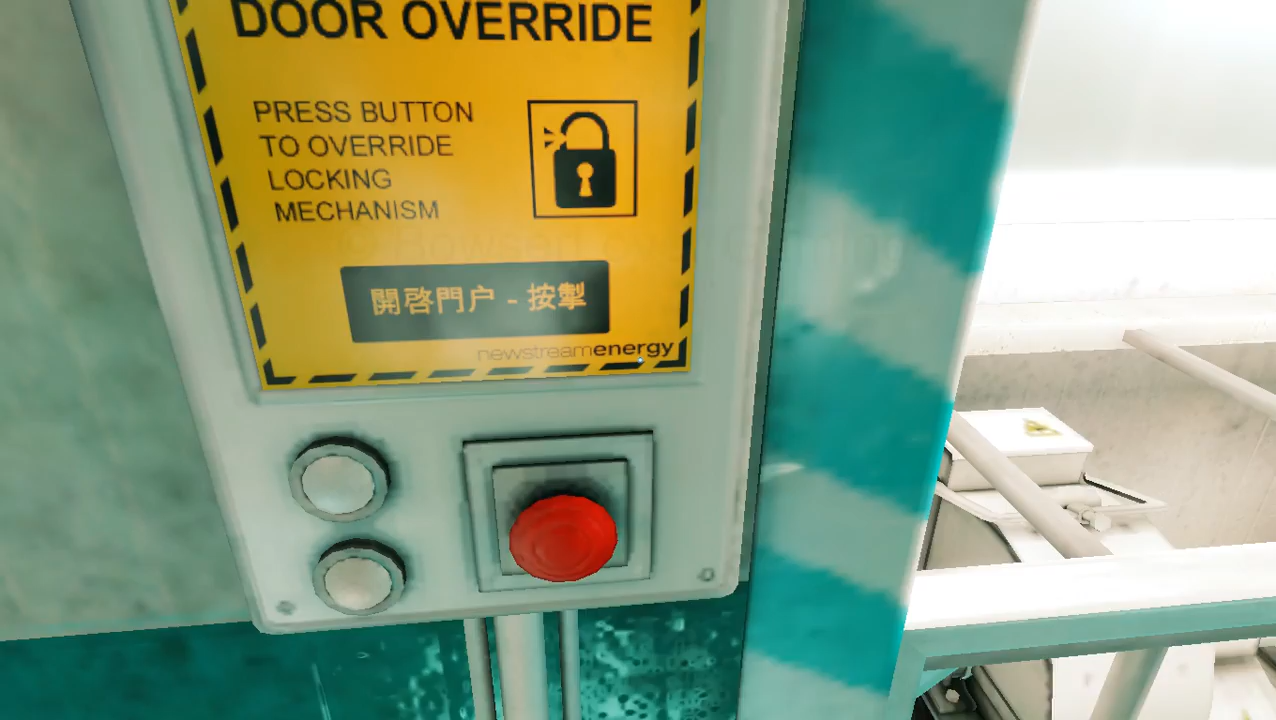 DOOR OVERRIDE
PRESS BUTTON
TO OVERRIDE
LOCKING
MECHANISM
開啓門户 - 按掣
newstreamenergy